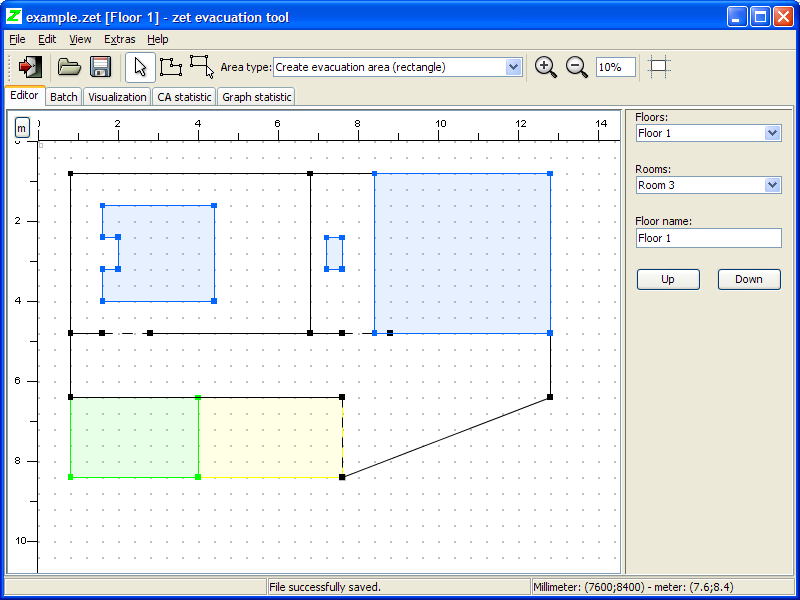 example.zet [Floor 1] - zet evacuation tool
File Edit View Extras Help
Area type: Create evacuation area (rectangle) 10%
Editor Batch Visualization CA statistic Graph statistic
m 2 4 6 8 10 12 14
2
4
6
8
10
Floors:
Floor 1
Rooms:
Room 3
Floor name:
Floor 1
Up Down
File successfully saved. Millimeter: (7600;8400) - meter: (7.6;8.4)